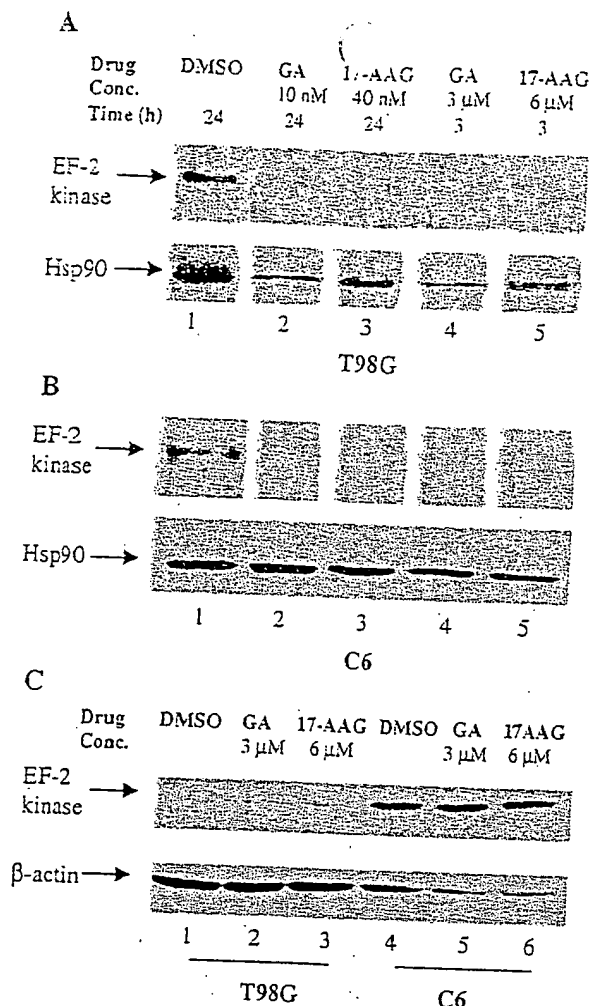 A
Drug DMSO GA 17-AAG GA 17-AAG
Conc. 10 nM 40 nM 3 µM 6 µM
Time (h) 24 24 24 3 3
EF-2
kinase
Hsp90
1 2 3 4 5
T98G
B
EF-2
kinase
Hsp90
1 2 3 4 5
C6
C
Drug DMSO GA 17-AAG DMSO GA 17AAG
Conc. 3 µM 6 µM 3 µM 6 µM
EF-2
kinase
β-actin
1 2 3 4 5 6
T98G C6